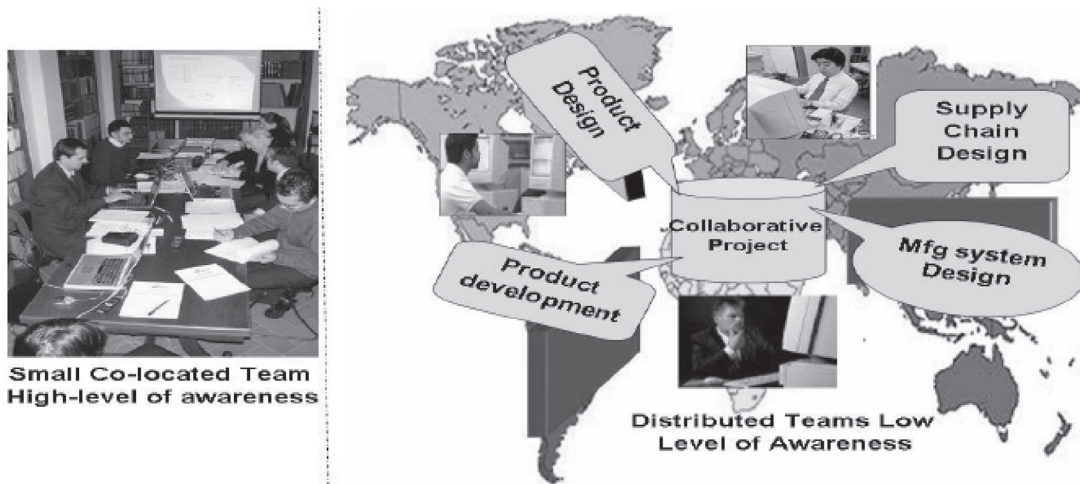 Small Co-located Team
High-level of awareness
Product
Design
Supply
Chain
Design
Collaborative
Project
Mfg system
Design
Product
development
Distributed Teams Low
Level of Awareness